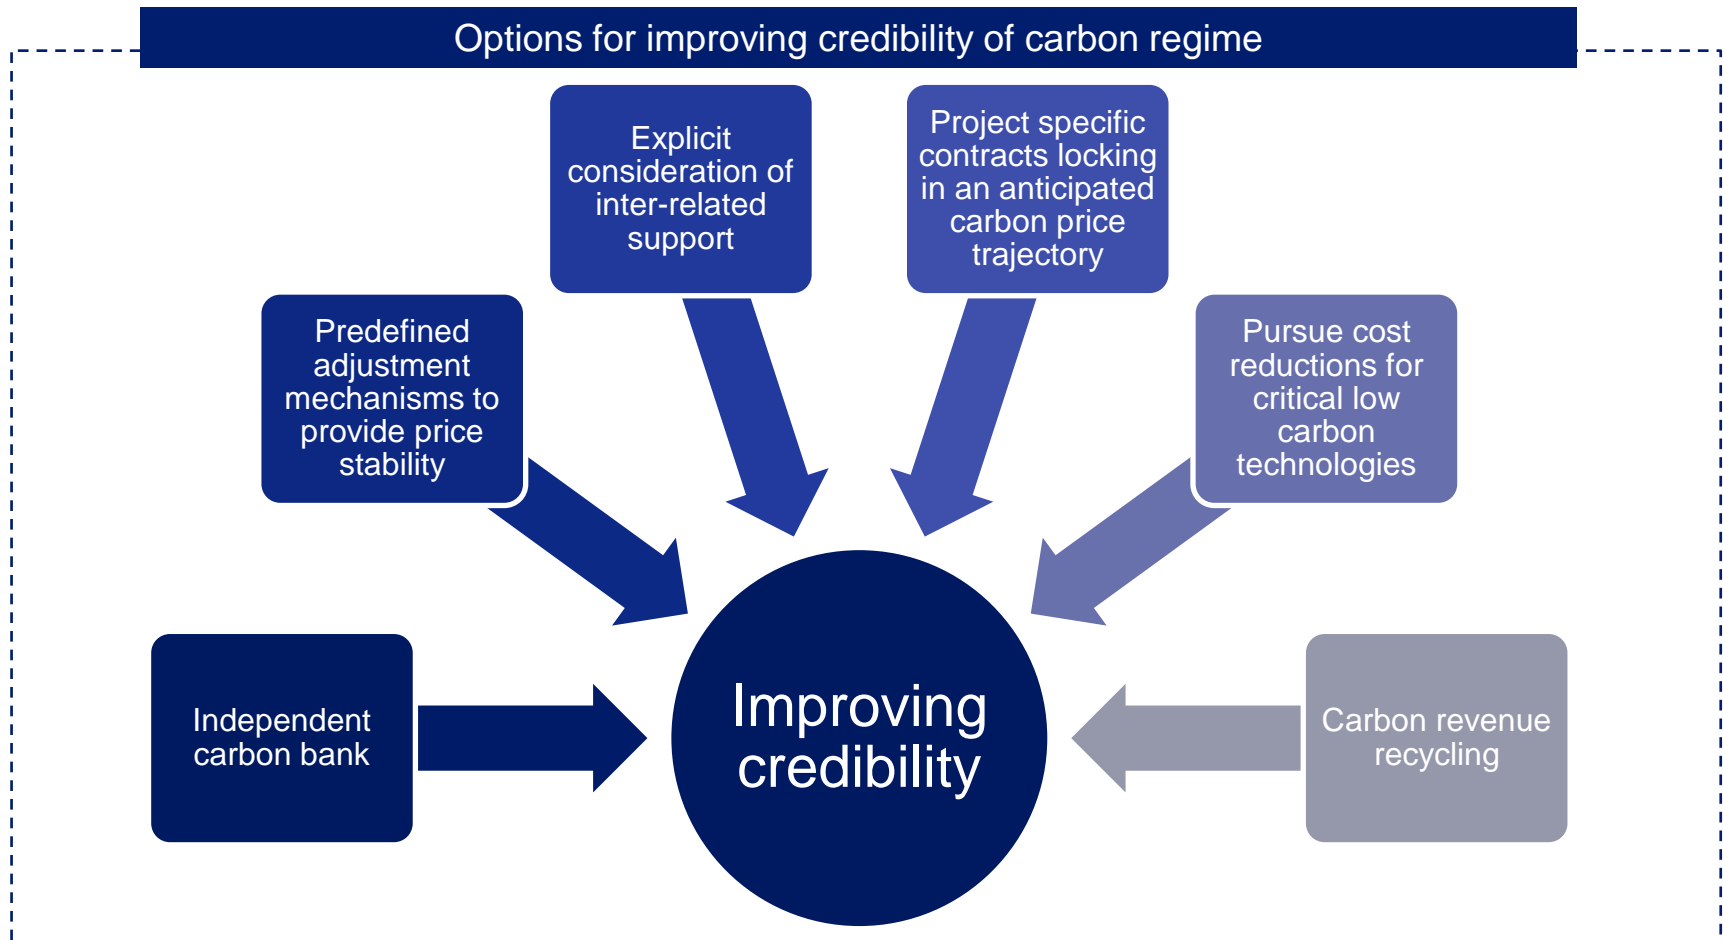 Options for improving credibility of carbon regime
Explicit
consideration of
inter-related
support
Project specific
contracts locking
in an anticipated
carbon price
trajectory
Predefined
adjustment
mechanisms to
provide price
stability
Pursue cost
reductions for
critical low
carbon
technologies
Independent
carbon bank
Improving
credibility
Carbon revenue
recycling